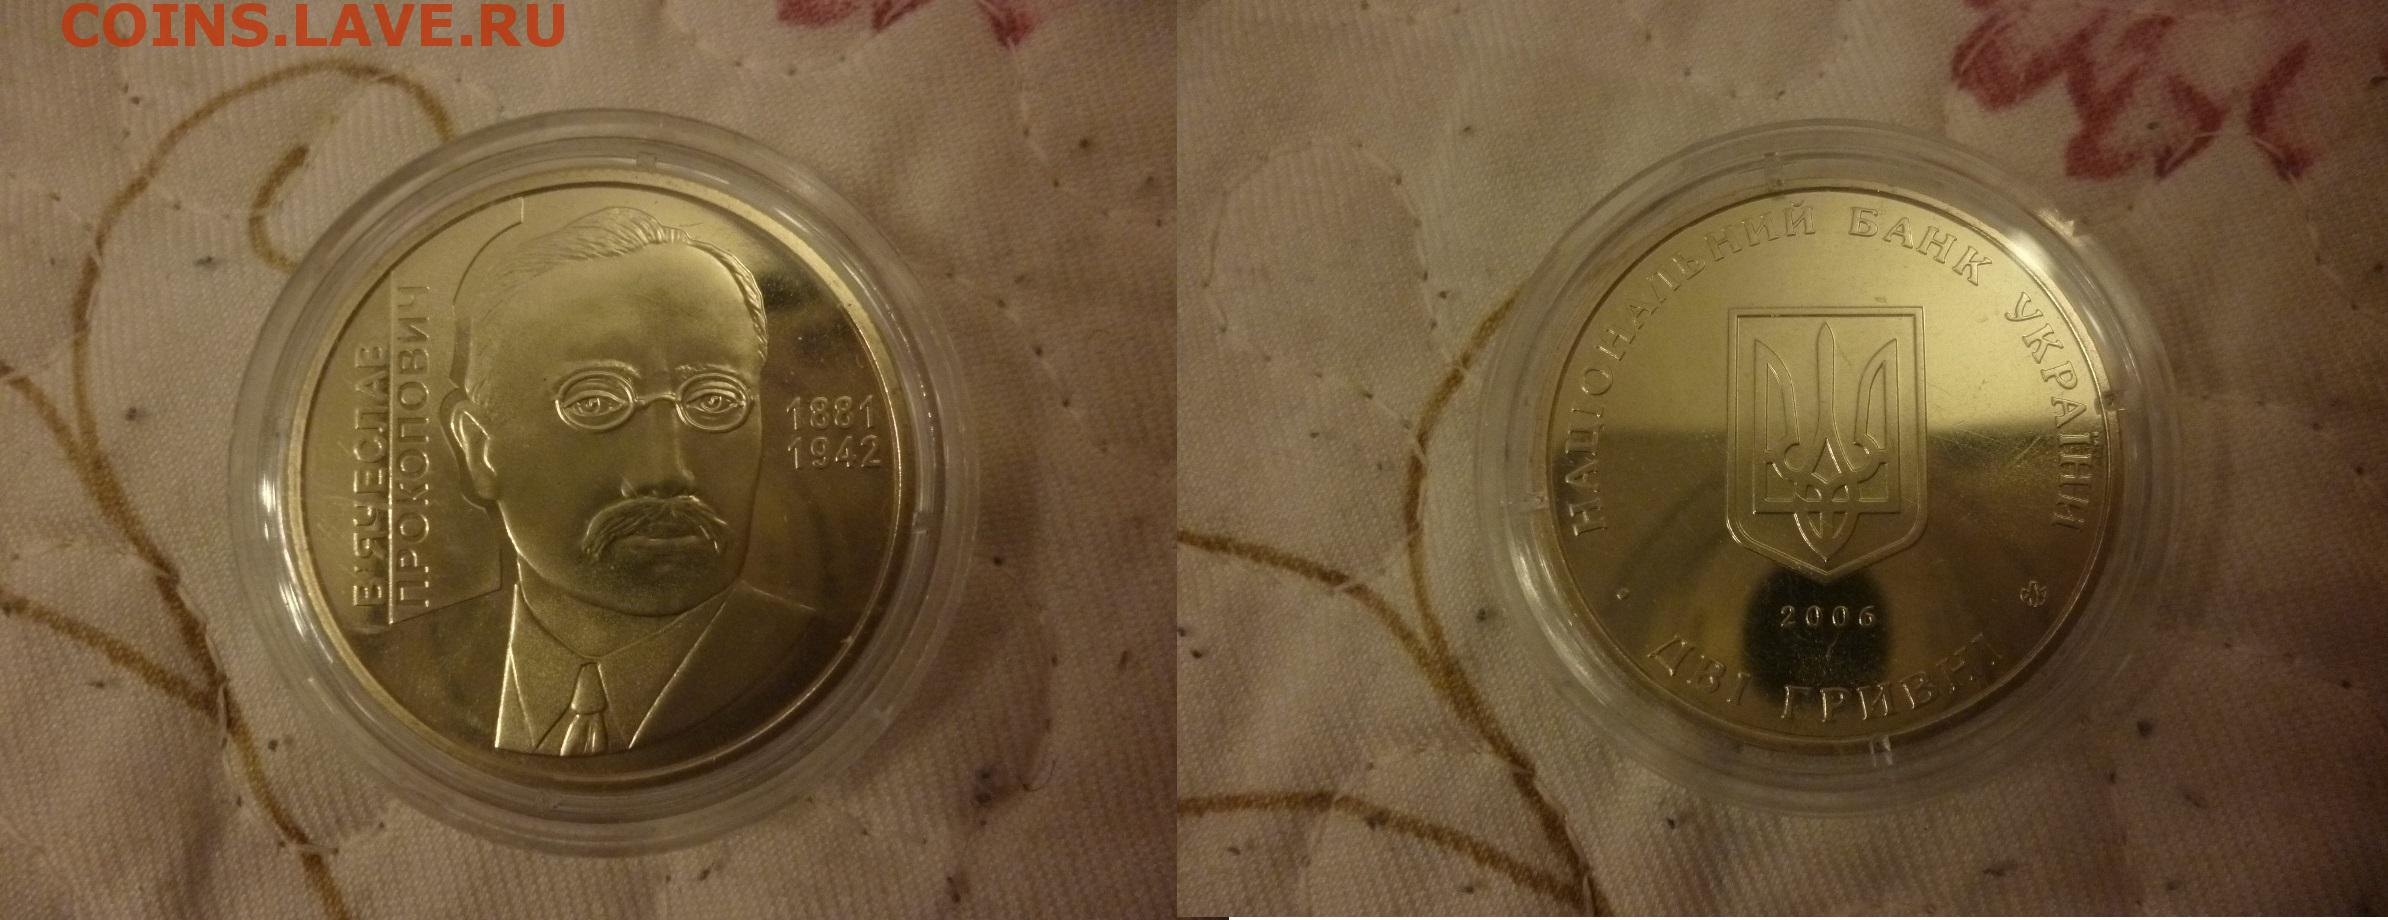 COINS.LAVE.RU
В'ЯЧЕСЛАВ
ПРОКОПОВИЧ
1881
1942
НАЦІОНАЛЬНИЙ БАНК УКРАЇНИ
2006
ДВІ ГРИВНІ